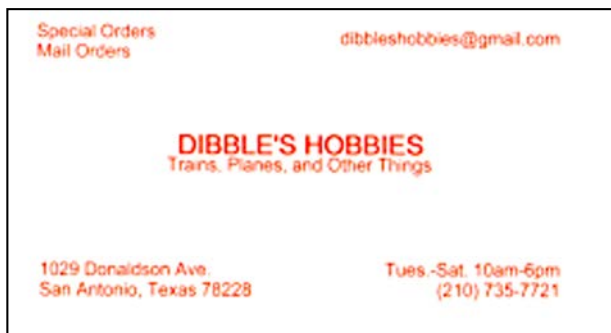 Special Orders
Mail Orders
dibbleshobbies@gmail.com
DIBBLE'S HOBBIES
Trains, Planes, and Other Things
1029 Donaldson Ave.
San Antonio, Texas 78228
Tues.-Sat. 10am-6pm
(210) 735-7721